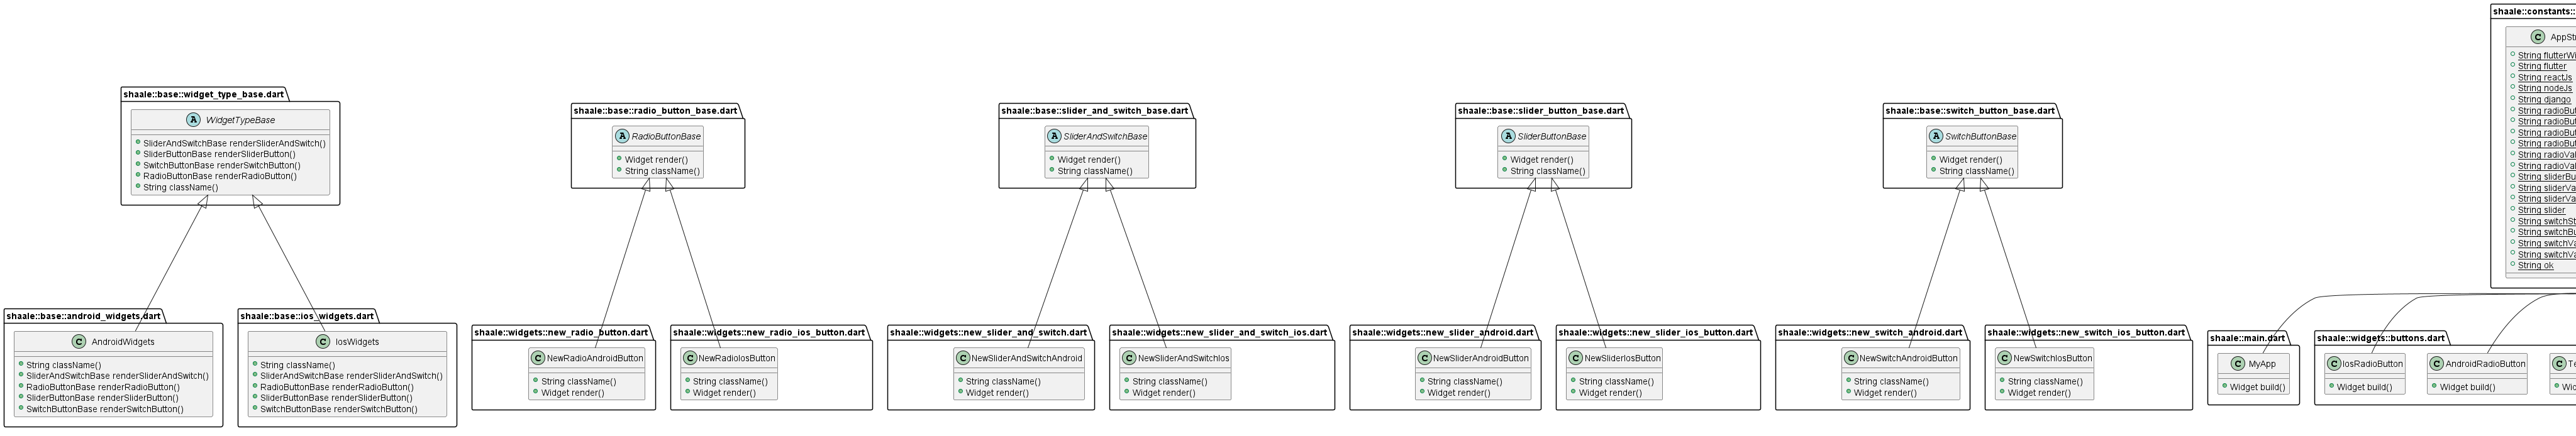 shaale::base::widget_type_base.dart
WidgetTypeBase
SliderAndSwitchBase renderSliderAndSwitch()
SliderButtonBase renderSliderButton()
SwitchButtonBase renderSwitchButton()
RadioButtonBase renderRadioButton()
String className()
shaale::base::radio_button_base.dart
RadioButtonBase
Widget render()
String className()
shaale::base::slider_and_switch_base.dart
SliderAndSwitchBase
Widget render()
String className()
shaale::base::slider_button_base.dart
SliderButtonBase
Widget render()
String className()
shaale::base::switch_button_base.dart
SwitchButtonBase
Widget render()
String className()
shaale::constants::
AppStr
String flutterWi
String flutter
String reactJs
String nodeJs
String django
String radioBut
String radioBut
String radioBut
String radioBut
String radioVal
String radioVal
String sliderBu
String sliderVa
String sliderVa
String slider
String switchSt
String switchBu
String switchVa
String switchVa
String ok
shaale::base::android_widgets.dart
AndroidWidgets
String className()
SliderAndSwitchBase renderSliderAndSwitch()
RadioButtonBase renderRadioButton()
SliderButtonBase renderSliderButton()
SwitchButtonBase renderSwitchButton()
shaale::base::ios_widgets.dart
IosWidgets
String className()
SliderAndSwitchBase renderSliderAndSwitch()
RadioButtonBase renderRadioButton()
SliderButtonBase renderSliderButton()
SwitchButtonBase renderSwitchButton()
shaale::widgets::new_radio_button.dart
NewRadioAndroidButton
String className()
Widget render()
shaale::widgets::new_radio_ios_button.dart
NewRadioIosButton
String className()
Widget render()
shaale::widgets::new_slider_and_switch.dart
NewSliderAndSwitchAndroid
String className()
Widget render()
shaale::widgets::new_slider_and_switch_ios.dart
NewSliderAndSwitchIos
String className()
Widget render()
shaale::widgets::new_slider_android.dart
NewSliderAndroidButton
String className()
Widget render()
shaale::widgets::new_slider_ios_button.dart
NewSliderIosButton
String className()
Widget render()
shaale::widgets::new_switch_android.dart
NewSwitchAndroidButton
String className()
Widget render()
shaale::widgets::new_switch_ios_button.dart
NewSwitchIosButton
String className()
Widget render()
shaale::main.dart
MyApp
Widget build()
shaale::widgets::buttons.dart
IosRadioButton
Widget build()
AndroidRadioButton
Widget build()
Te
Wid